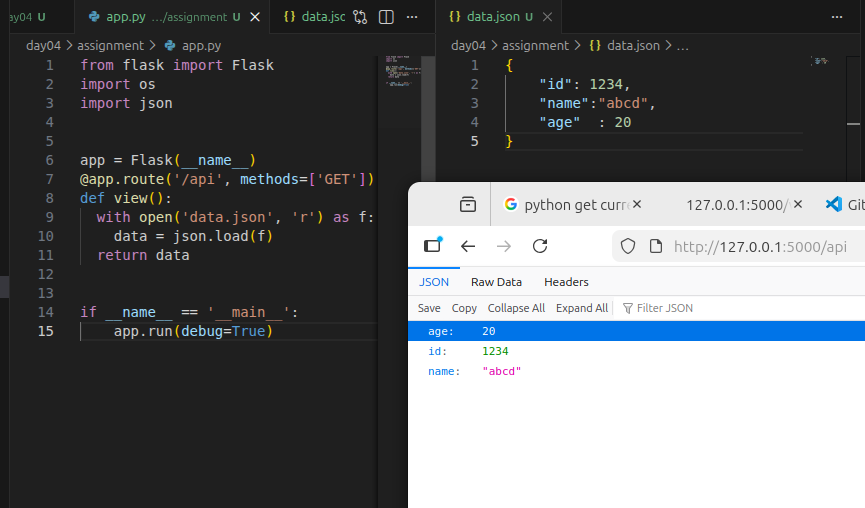 ay04 U
app.py .../assignment U
data.jsc
data.json U
day04 > assignment > app.py
day04 > assignment > {} data.json > ...
1 from flask import Flask
2 import os
3 import json
4
5
6 app = Flask(__name__)
7 @app.route('/api', methods=['GET'])
8 def view():
9 with open('data.json', 'r') as f:
10 data = json.load(f)
11 return data
12
13
14 if __name__ == '__main__':
15 app.run(debug=True)
1 {
2 "id": 1234,
3 "name":"abcd",
4 "age"  : 20
5 }
python get curre
127.0.0.1:5000/
Git
http://127.0.0.1:5000/api
JSON Raw Data Headers
Save Copy Collapse All Expand All Filter JSON
age: 20
id: 1234
name: "abcd"